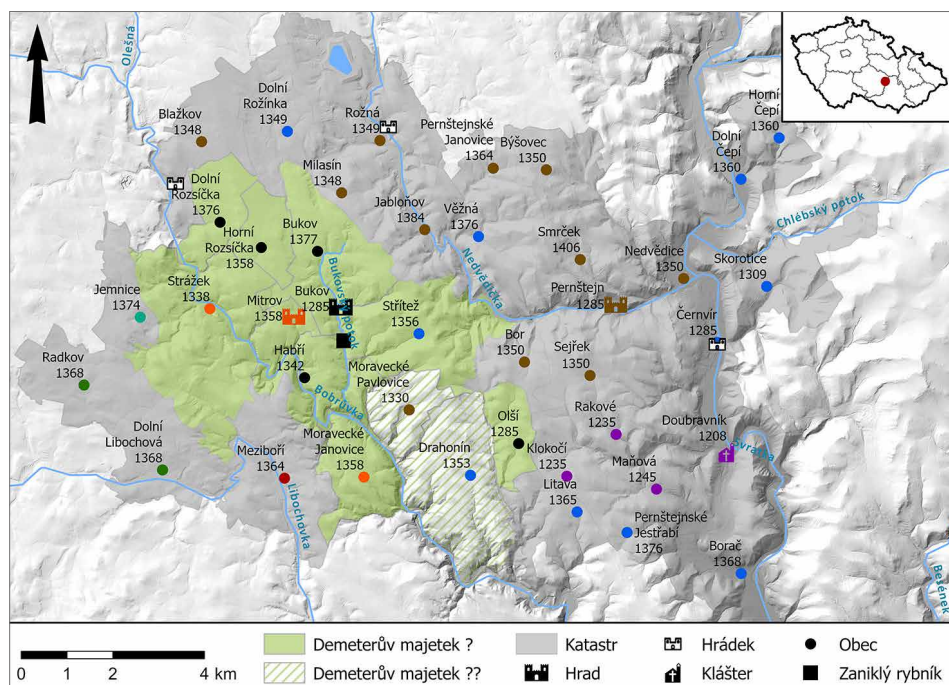 Olešná
Blažkov
1348
Dolní
Rožínka
1349
Rožná
1349
Pernštejnské
Janovice
1364
Býšovec
1350
Horní
Čepí
1360
Dolní
Čepí
1360
Milasín
1348
Dolní
Rozsíčka
1376
Horní
Rozsíčka
1358
Bukov
1377
Jabloňov
1384
Věžná
1376
Smrček
1406
Nedvědice
1350
Chlébský potok
Skorotice
1309
Nedvědička
Bukovský potok
Jemnice
1374
Strážek
1338
Mitrov
1358
Bukov
1285
Střítež
1356
Pernštejn
1285
Černvír
1285
Radkov
1368
Habří
1342
Moravecké
Pavlovice
1330
Bor
1350
Sejřek
1350
Bobrůvka
Dolní
Libochová
1368
Meziboří
1364
Moravecké
Janovice
1358
Drahonín
1353
Olší
1285
Klokočí
1235
Rakové
1235
Maňová
1245
Doubravník
1208
Svratka
Libochůvka
Litava
1365
Pernštejnské
Jestřabí
1376
Borač
1368
Besének
0 1 2 4 km
Demeterův majetek ?
Demeterův majetek ??
Katastr
Hrad
Hrádek
Klášter
Obec
Zaniklý rybník